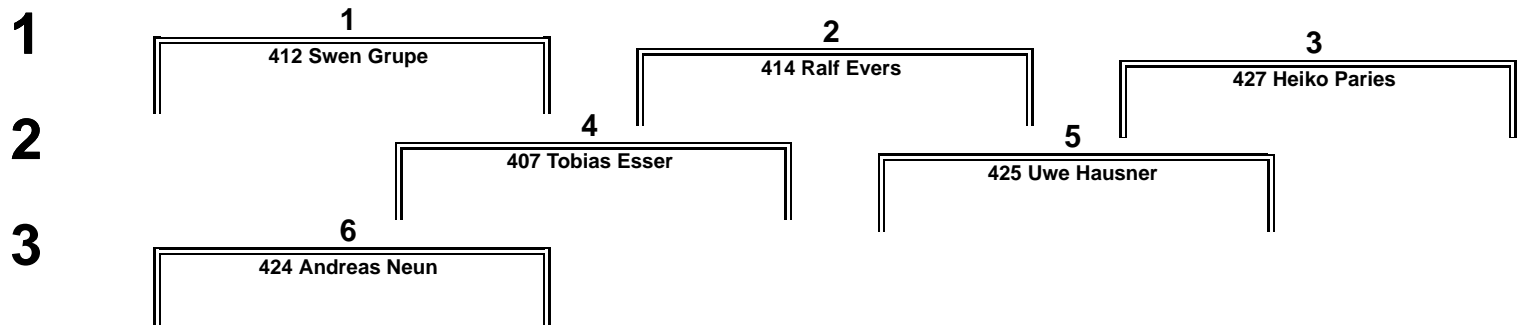 1
1
412 Swen Grupe
2
414 Ralf Evers
3
427 Heiko Paries
2
4
407 Tobias Esser
5
425 Uwe Hausner
3
6
424 Andreas Neun